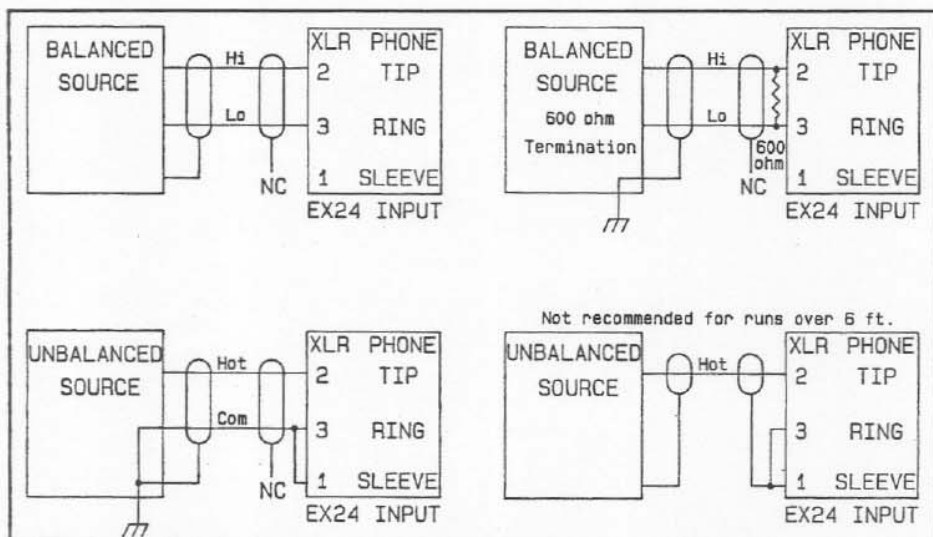 BALANCED
SOURCE
Hi
Lo
NC
XLR PHONE
2 TIP
3 RING
1 SLEEVE
EX24 INPUT
BALANCED
SOURCE
600 ohm
Termination
Hi
Lo
600
ohm
NC
XLR PHONE
2 TIP
3 RING
1 SLEEVE
EX24 INPUT
UNBALANCED
SOURCE
Hot
Com
NC
XLR PHONE
2 TIP
3 RING
1 SLEEVE
EX24 INPUT
Not recommended for runs over 6 ft.
UNBALANCED
SOURCE
Hot
XLR PHONE
2 TIP
3 RING
1 SLEEVE
EX24 INPUT